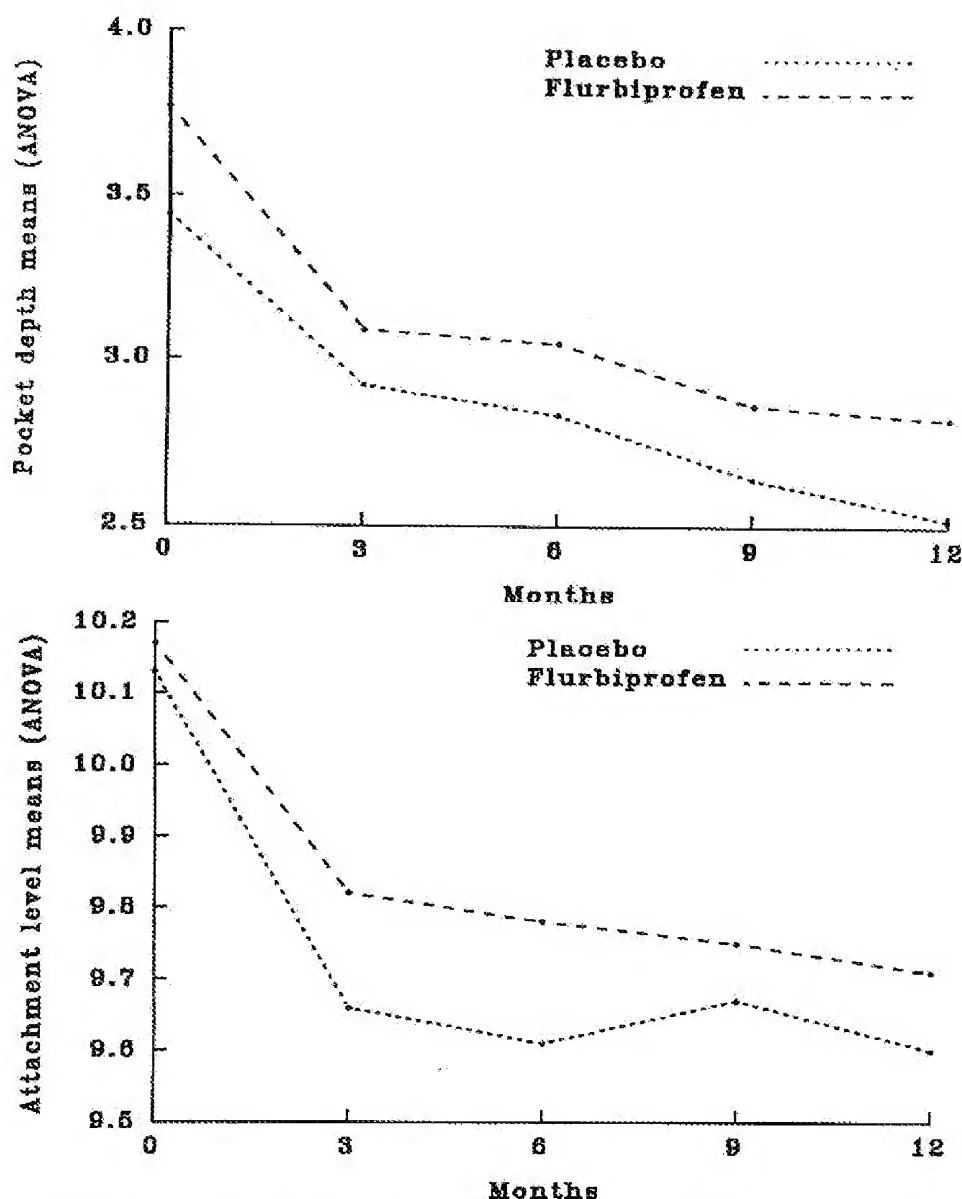 Pocket depth means (ANOVA)
4.0
3.5
3.0
2.5
Placebo
Flurbiprofen
0 3 6 9 12
Months
Attachment level means (ANOVA)
10.2
10.1
10.0
9.9
9.8
9.7
9.6
9.5
Placebo
Flurbiprofen
0 3 6 9 12
Months